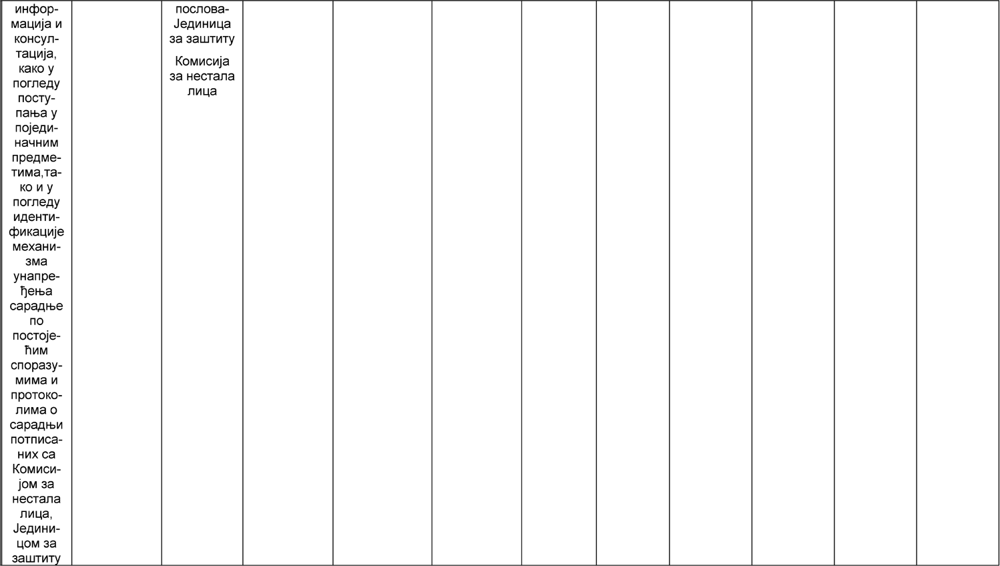 инфор-
мација и
консул-
тација,
како у
погледу
посту-
пања у
поједи-
начним
предме-
тима,та-
ко и у
погледу
иденти-
фикације
механи-
зма
унапре-
ђења
сарадње
по
постоје-
ћим
споразу-
мима и
протоко-
лима о
сарадњи
потписа-
них са
Комиси-
јом за
нестала
лица,
Једини-
цом за
заштиту
послова-
Јединица
за заштиту
Комисија
за нестала
лица